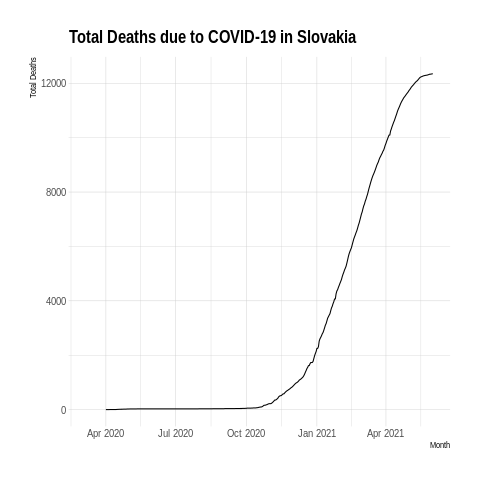 Total Deaths due to COVID-19 in Slovakia
Total Deaths
12000
8000
4000
0
Apr 2020 Jul 2020 Oct 2020 Jan 2021 Apr 2021
Month